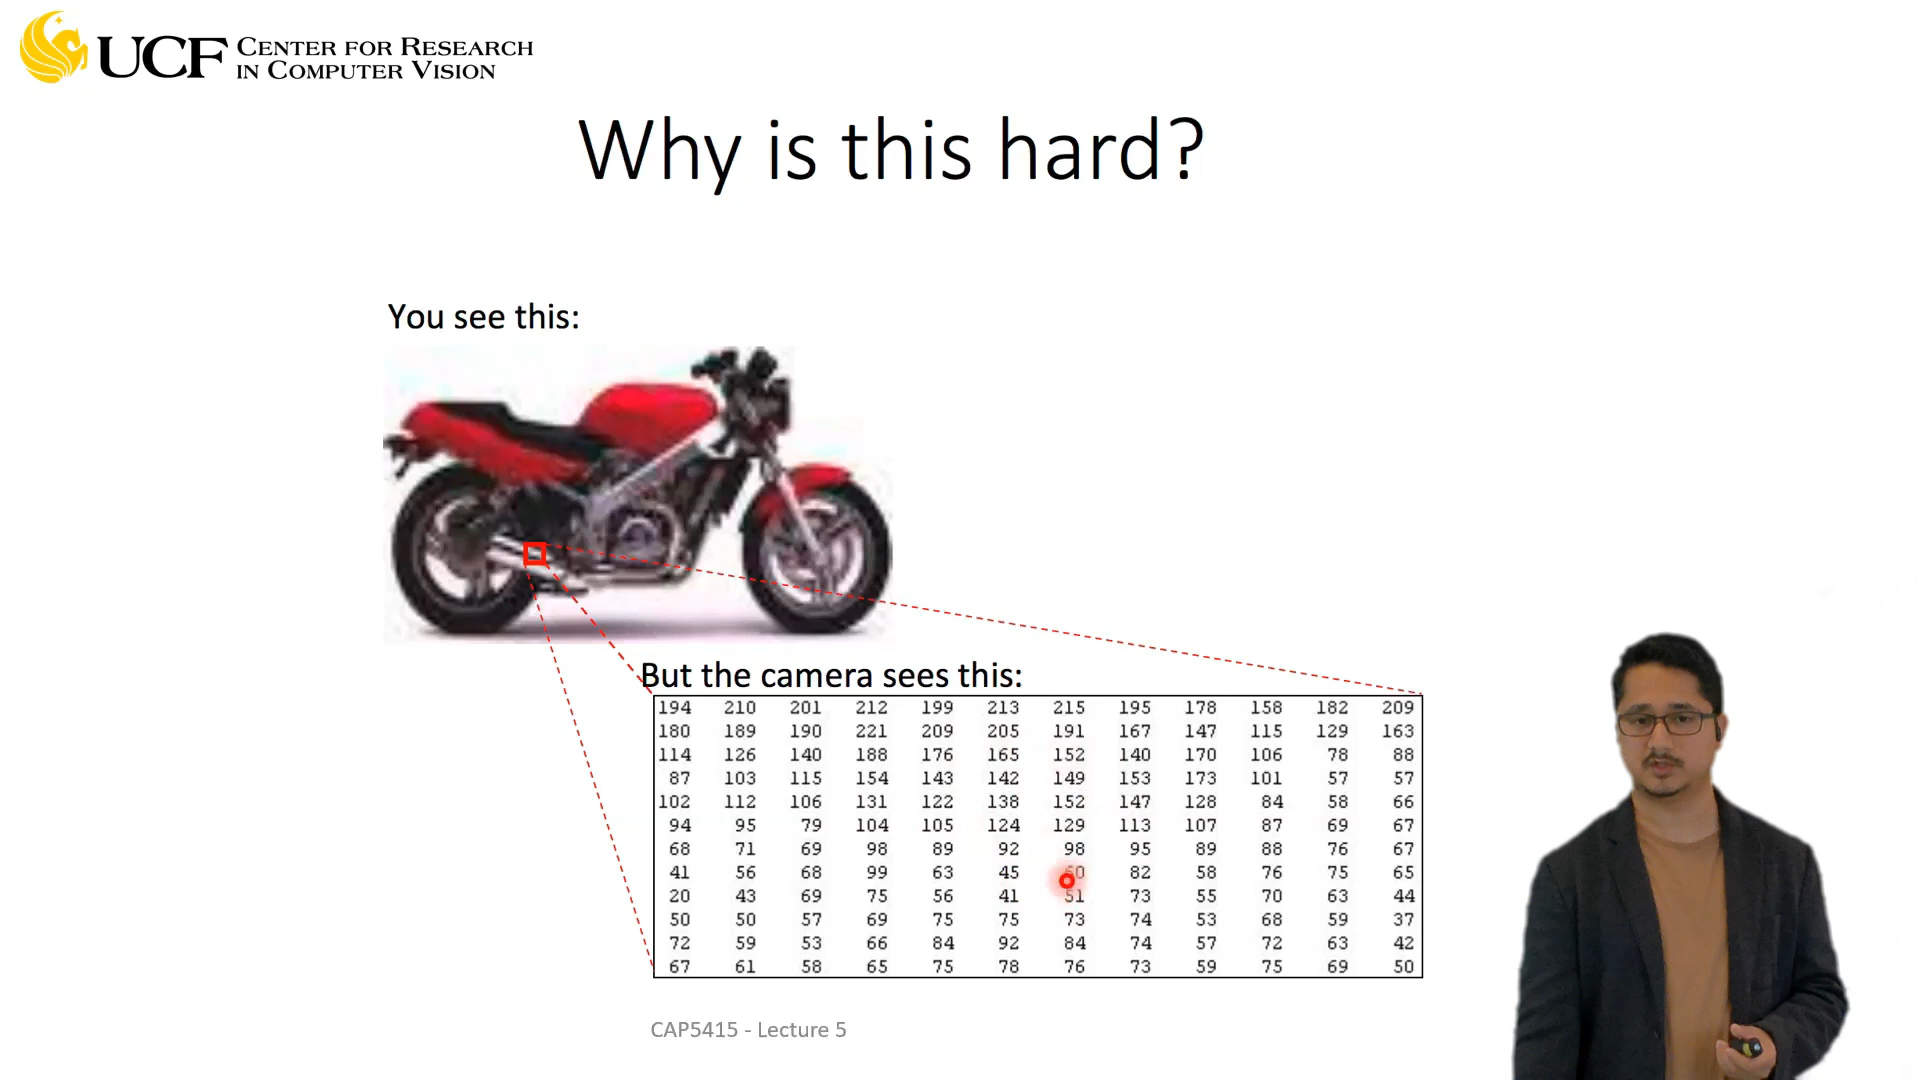 UCF CENTER FOR RESEARCH
IN COMPUTER VISION
Why is this hard?
You see this:
But the camera sees this:
194 210 201 212 199 213 215 195 178 158 182 209
180 189 190 221 209 205 191 167 147 115 129 163
114 126 140 188 176 165 152 140 170 106 78 88
87 103 115 154 143 142 149 153 173 101 57 57
102 112 106 131 122 138 152 147 128 84 58 66
94 95 79 104 105 124 129 113 107 87 69 67
68 71 69 98 89 92 98 95 89 88 76 67
41 56 68 99 63 45 60 82 58 76 75 65
20 43 69 75 56 41 51 73 55 70 63 44
50 50 57 69 75 75 73 74 53 68 59 37
72 59 53 66 84 92 84 74 57 72 63 42
67 61 58 65 75 78 76 73 59 75 69 50
CAP5415 - Lecture 5